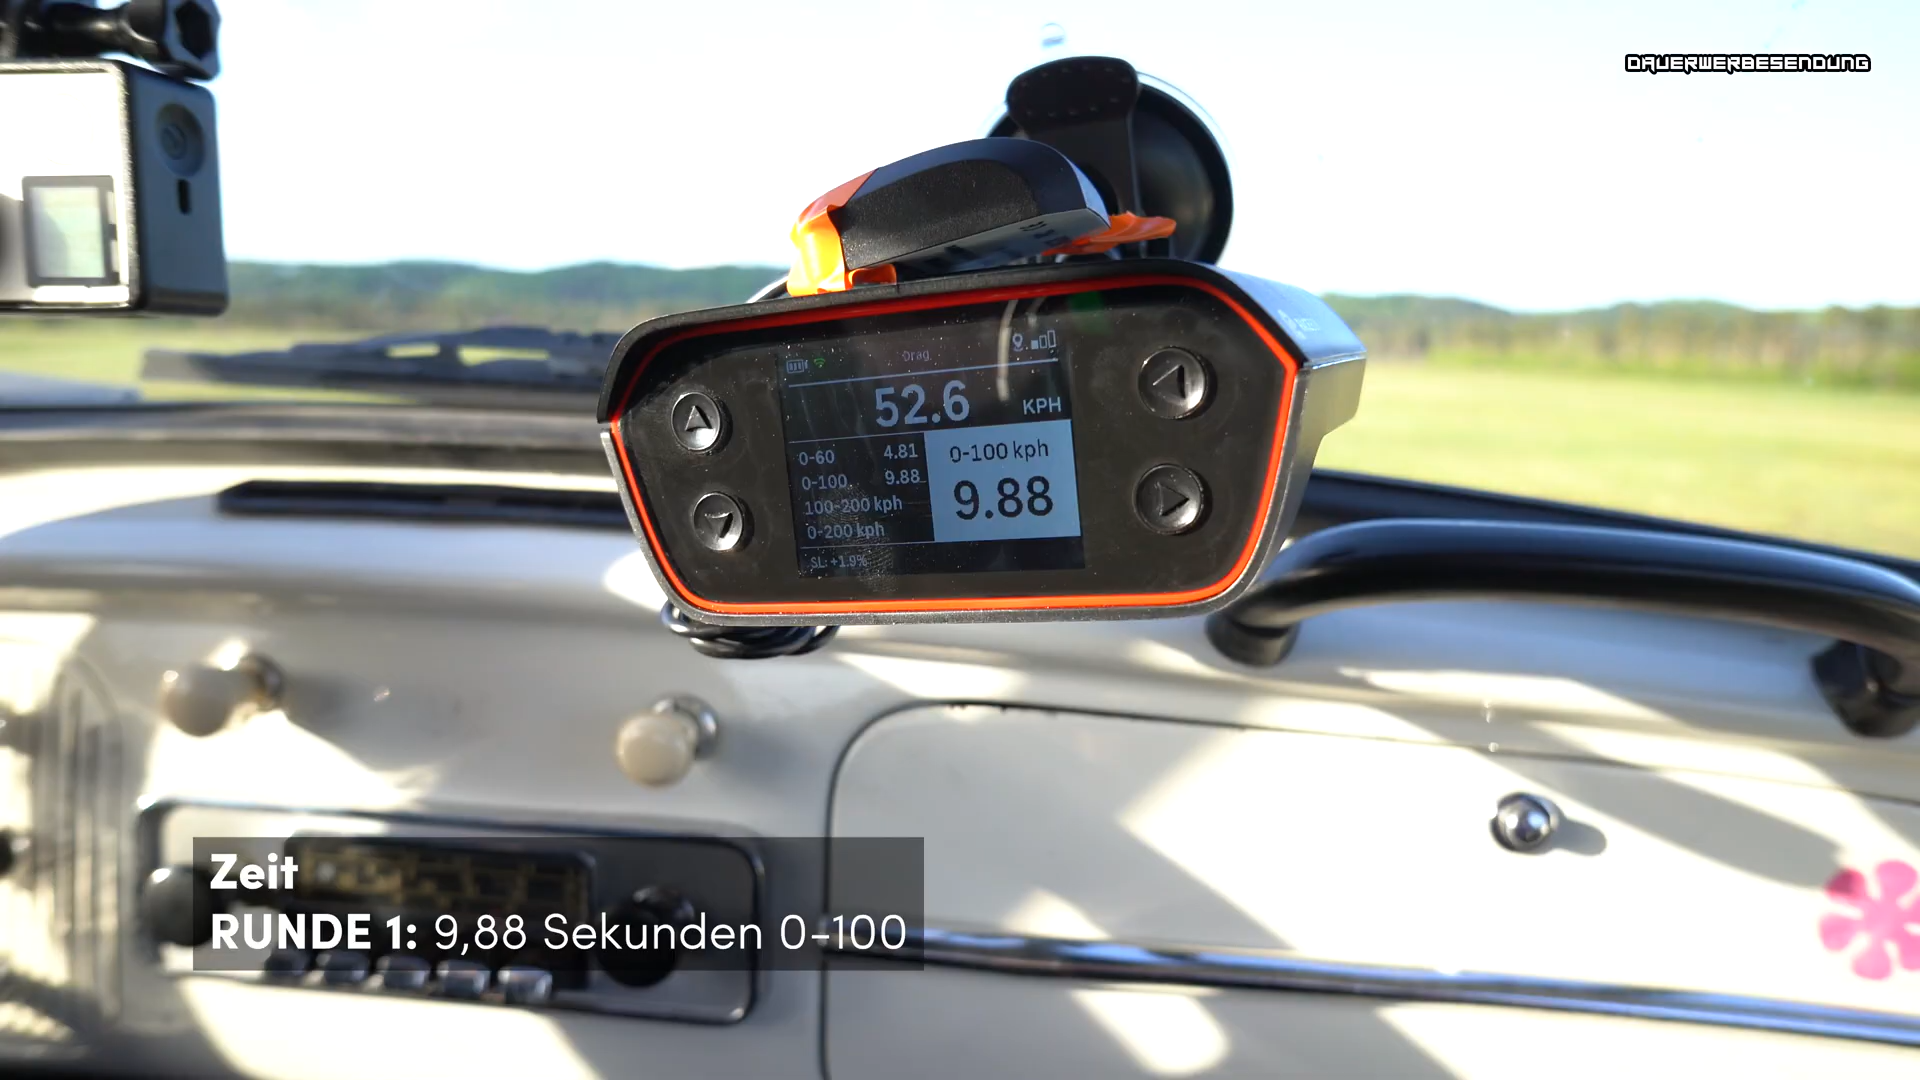 DAUERWERBESENDUNG
Drag
52.6 KPH
0-60 4.81
0-100 9.88
100-200 kph
0-200 kph
0-100 kph
9.88
SL: +1.9%
Zeit
RUNDE 1: 9,88 Sekunden 0-100